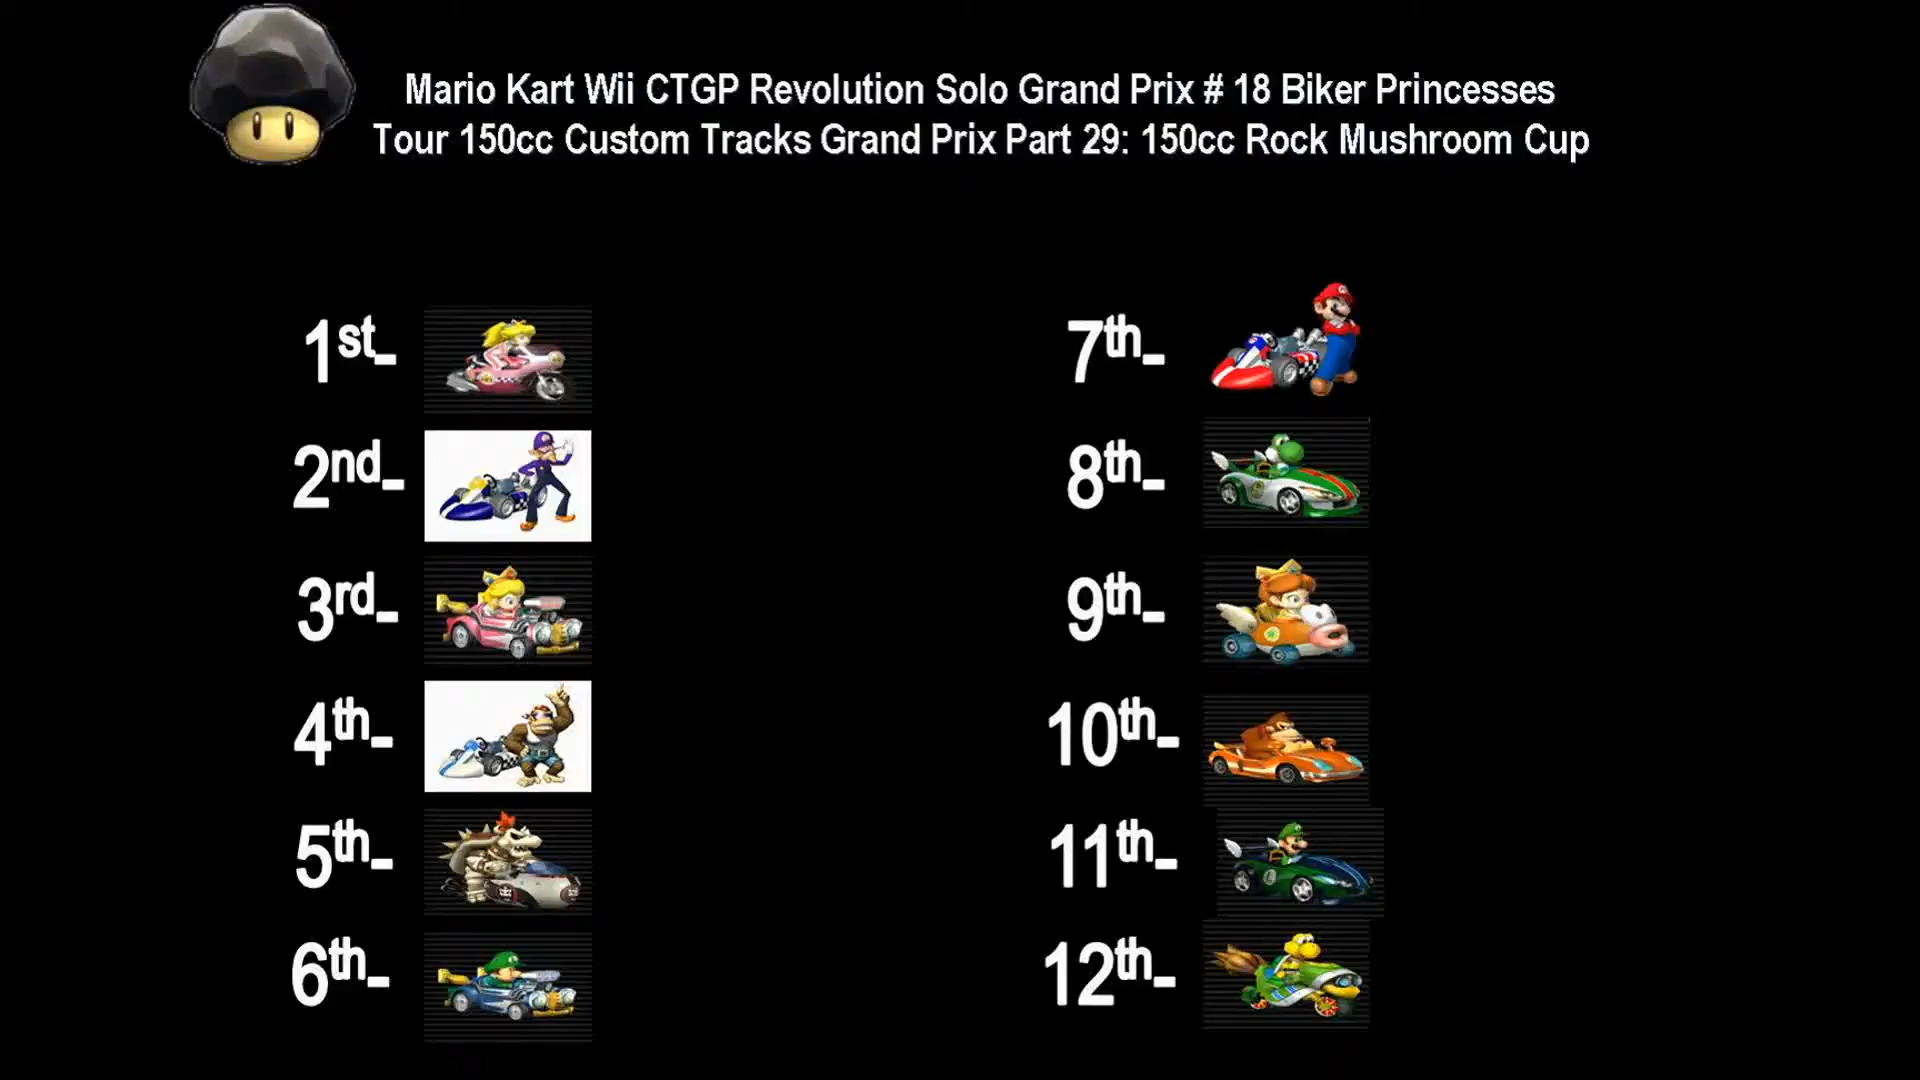 Mario Kart Wii CTGP Revolution Solo Grand Prix # 18 Biker Princesses
Tour 150cc Custom Tracks Grand Prix Part 29: 150cc Rock Mushroom Cup
1st-
2nd-
3rd-
4th-
5th-
6th-
7th-
8th-
9th-
10th-
11th-
12th-